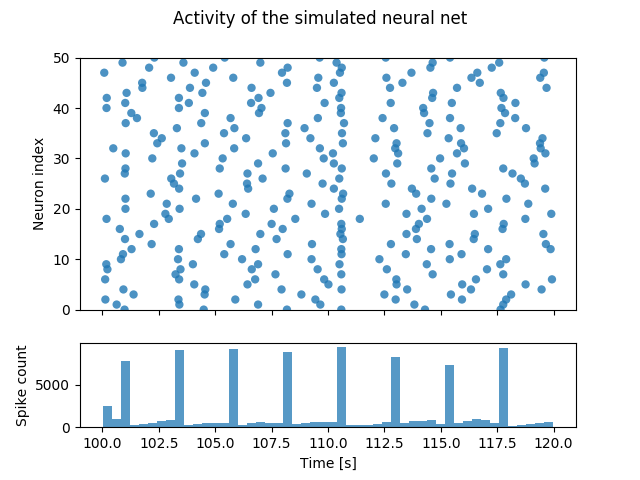 Activity of the simulated neural net
50
40
30
20
10
0
Neuron index
5000
0
Spike count
100.0 102.5 105.0 107.5 110.0 112.5 115.0 117.5 120.0
Time [s]